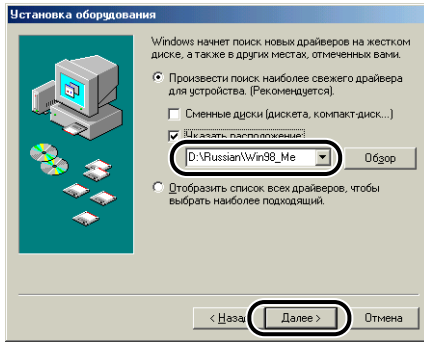 Установка оборудования
Windows начнет поиск новых драйверов на жестком
диске, а также в других местах, отмеченных вами.
Произвести поиск наиболее свежего драйвера
для устройства. (Рекомендуется).
Сменные диски (дискета, компакт-диск...)
Указать расположение:
D:\Russian\Win98_Me
Обзор
Отобразить список всех драйверов, чтобы
выбрать наиболее подходящий.
< Назад
Далее >
Отмена